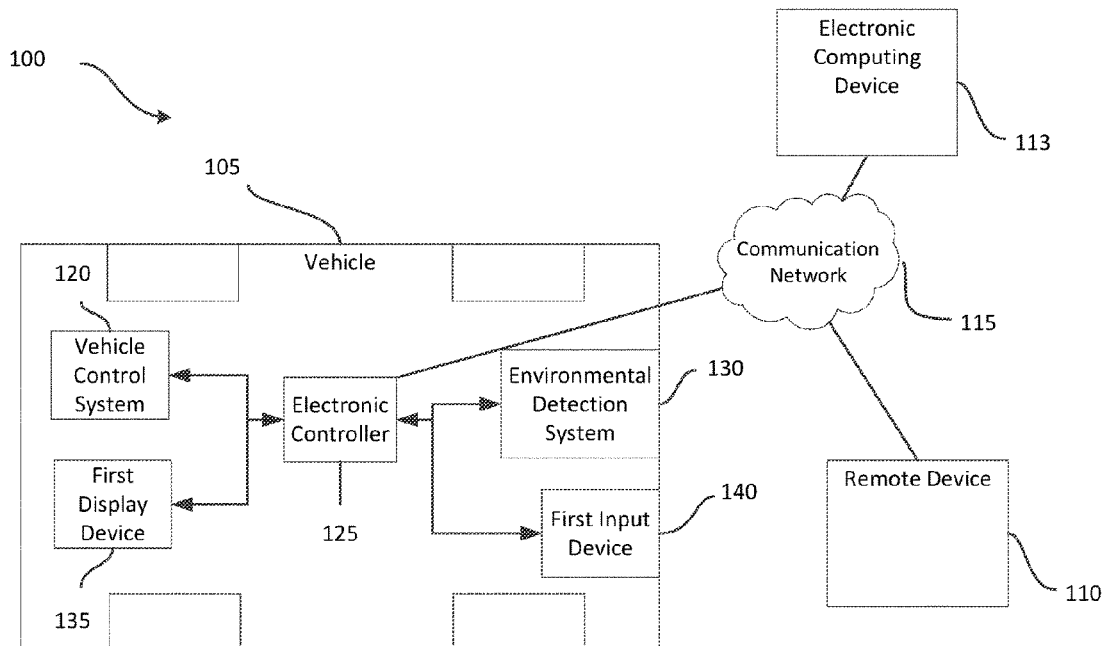 100
Electronic
Computing
Device
113
105
Communication
Network
115
Vehicle
120
Vehicle
Control
System
Electronic
Controller
125
Environmental
Detection
System
130
First
Display
Device
135
First Input
Device
140
Remote Device
110